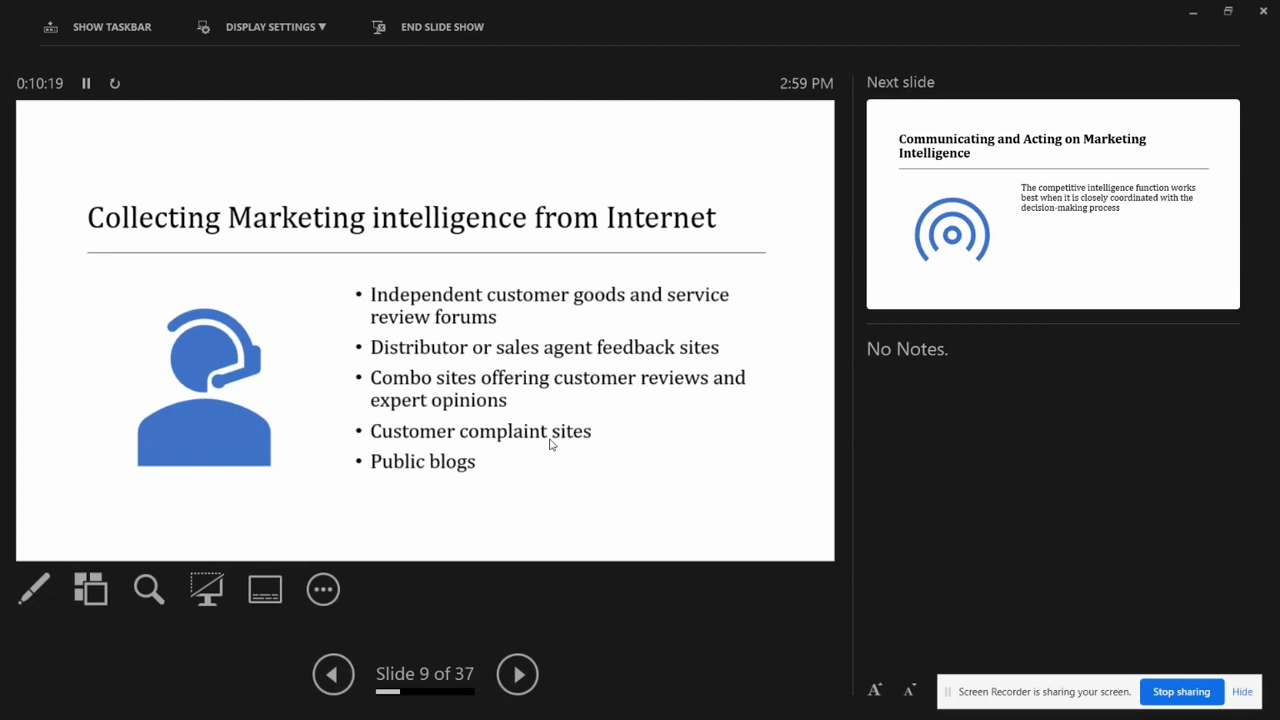 SHOW TASKBAR
DISPLAY SETTINGS ▼
END SLIDE SHOW
0:10:19
2:59 PM
Collecting Marketing intelligence from Internet
• Independent customer goods and service
review forums
• Distributor or sales agent feedback sites
• Combo sites offering customer reviews and
expert opinions
• Customer complaint sites
• Public blogs
Slide 9 of 37
Next slide
Communicating and Acting on Marketing
Intelligence
The competitive intelligence function works
best when it is closely coordinated with the
decision-making process
No Notes.
A A
Screen Recorder is sharing your screen.
Stop sharing
Hide